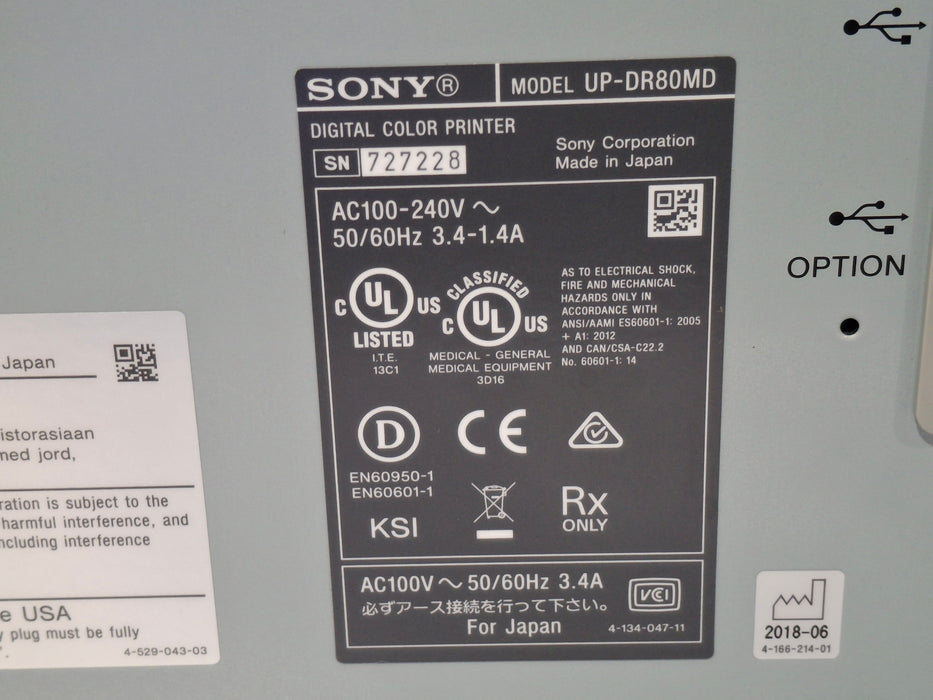 SONY®
MODEL UP-DR80MD
DIGITAL COLOR PRINTER
SN 727228
Sony Corporation
Made in Japan
AC100-240V ~
50/60Hz 3.4-1.4A
C UL US
LISTED
I.T.E.
13C1
CLASSIFIED
C UL US
MEDICAL - GENERAL
MEDICAL EQUIPMENT
3D16
AS TO ELECTRICAL SHOCK,
FIRE AND MECHANICAL
HAZARDS ONLY IN
ACCORDANCE WITH
ANSI/AAMI ES60601-1: 2005
+ A1: 2012
AND CAN/CSA-C22.2
No. 60601-1: 14
D
CE
EN60950-1
EN60601-1
KSI
Rx
ONLY
AC100V ~ 50/60Hz 3.4A
必ずアース接続を行って下さい。
For Japan
VCI
4-134-047-11
OPTION
2018-06
4-166-214-01
Japan
istorasiaan
med jord,
ration is subject to the
harmful interference, and
ncluding interference
e USA
y plug must be fully
4-529-043-03